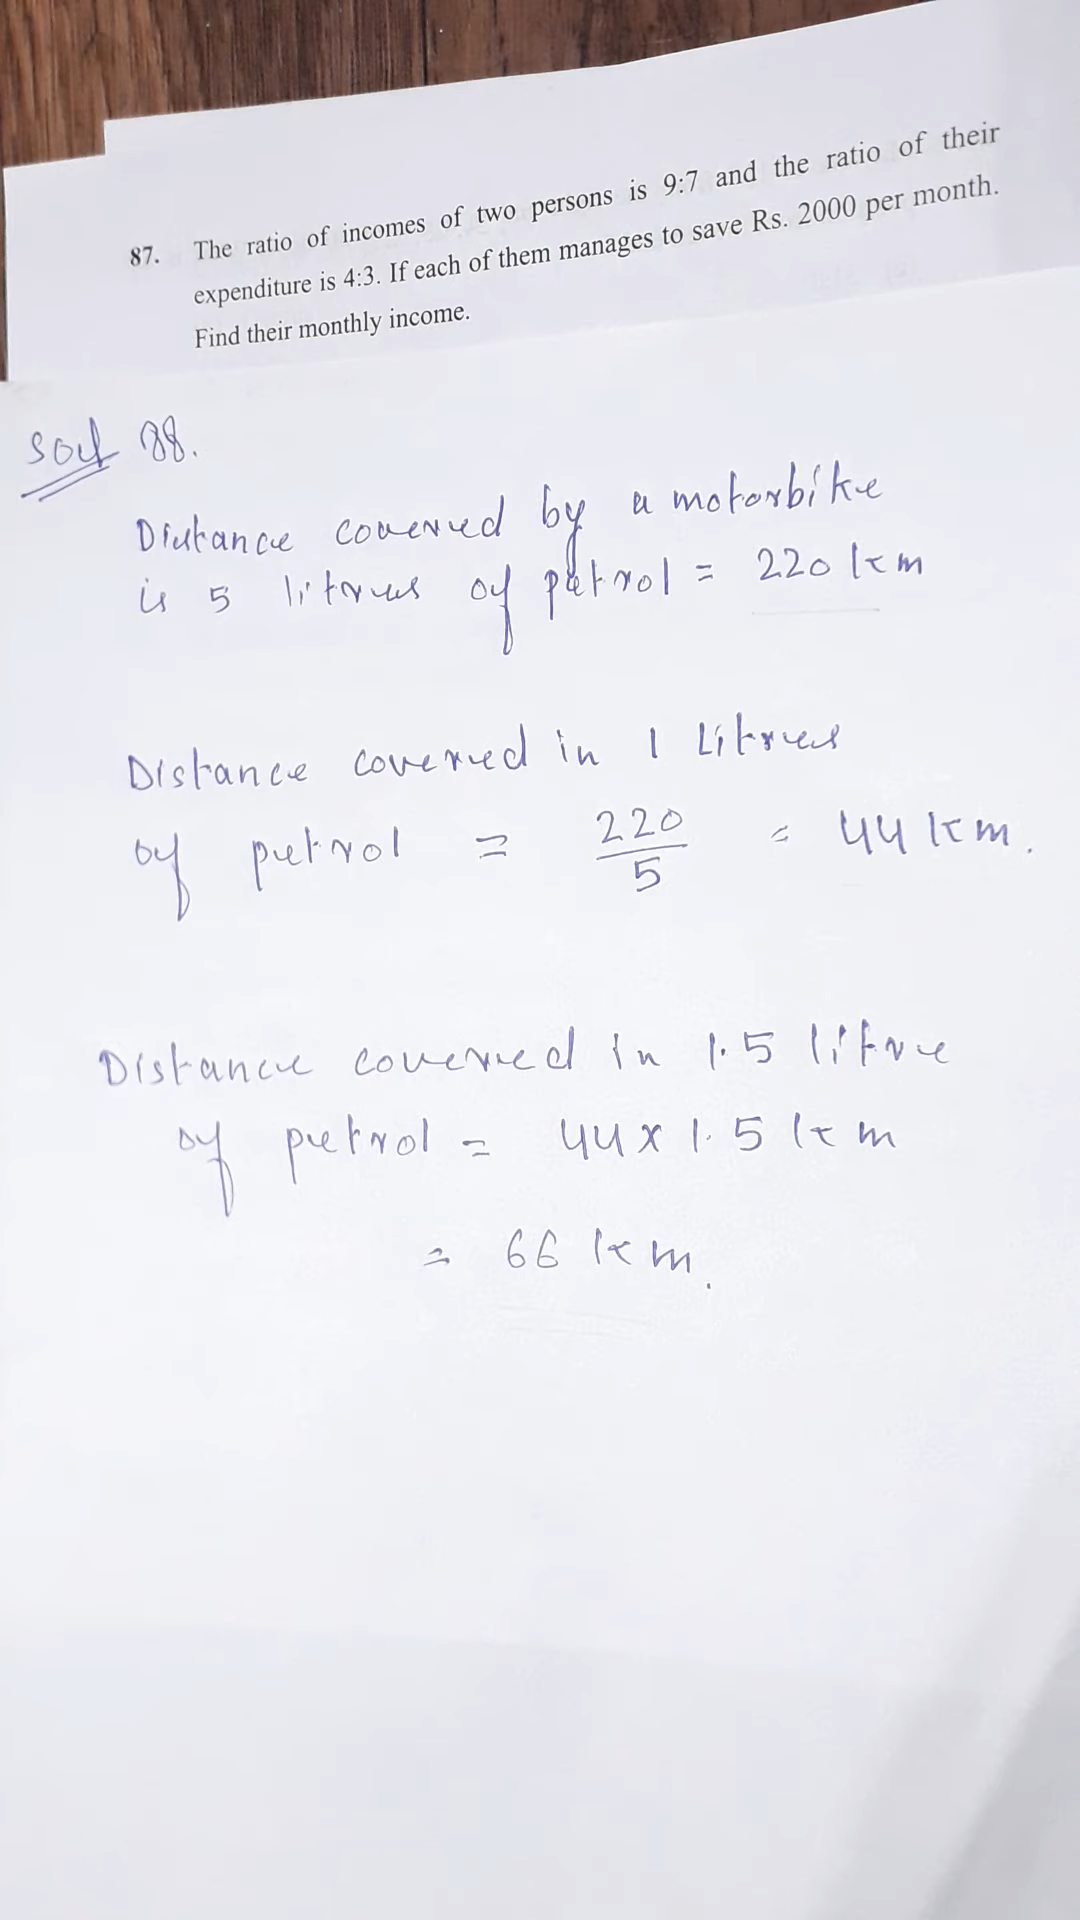 87. The ratio of incomes of two persons is 9:7 and the ratio of their
expenditure is 4:3. If each of them manages to save Rs. 2000 per month.
Find their monthly income.
Sol 88.
Distance covered by a motorbike
is 5 litres of petrol = 220 km
Distance covered in 1 Litres
of petrol = 220/5 = 44 km.
Distance covered in 1.5 litre
of petrol = 44 x 1.5 km
= 66 km.